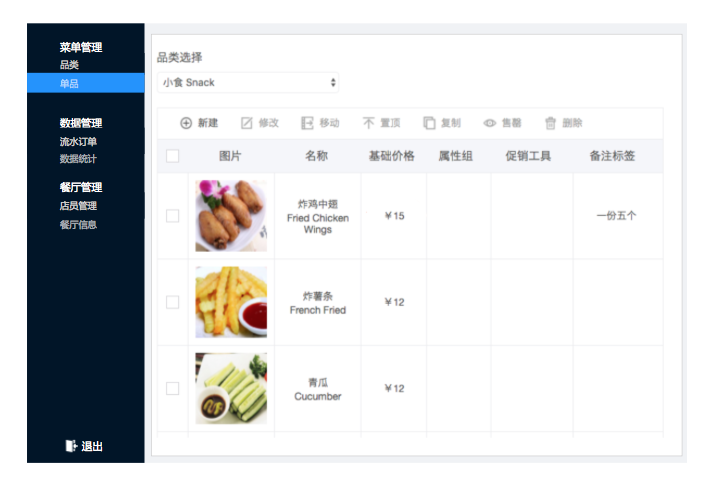 菜单管理
品类
单品
数据管理
流水订单
数据统计
餐厅管理
店员管理
餐厅信息
退出
品类选择
小食 Snack
新建 修改 移动 置顶 复制 售罄 删除
图片 名称 基础价格 属性组 促销工具 备注标签
炸鸡中翅
Fried Chicken
Wings
￥15
一份五个
炸薯条
French Fried
￥12
青瓜
Cucumber
￥12